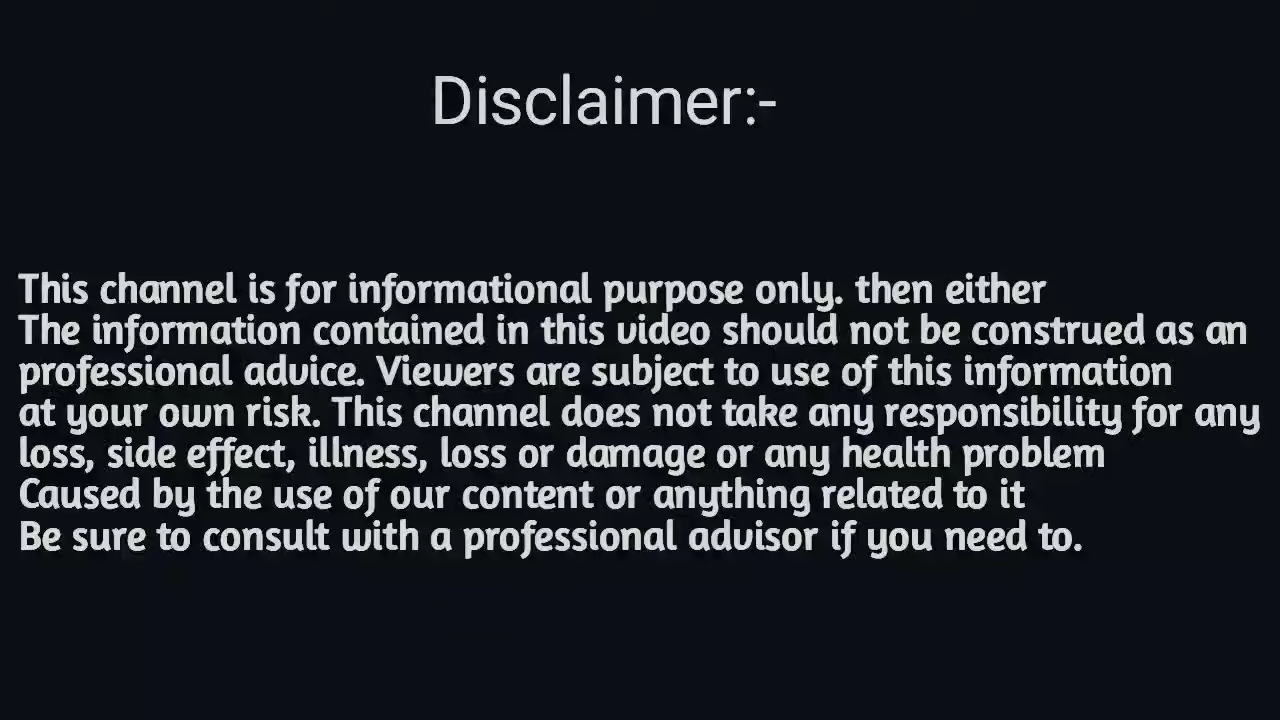 Disclaimer:-
This channel is for informational purpose only. then either
The information contained in this video should not be construed as an
professional advice. Viewers are subject to use of this information
at your own risk. This channel does not take any responsibility for any
loss, side effect, illness, loss or damage or any health problem
Caused by the use of our content or anything related to it
Be sure to consult with a professional advisor if you need to.